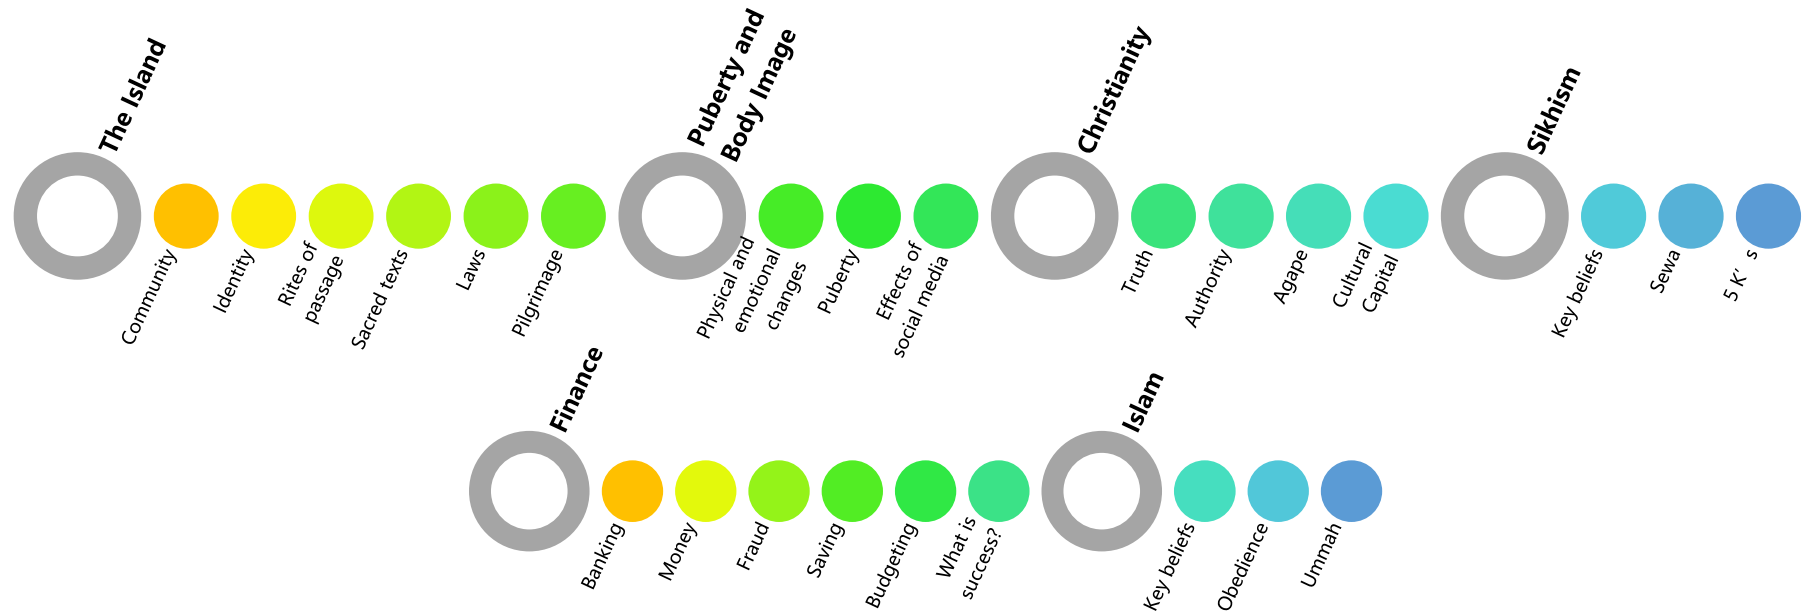 The Island
Community
Identity
Rites of
passage
Sacred texts
Laws
Pilgrimage
Puberty and
Body Image
Physical and
emotional
changes
Puberty
Effects of
social media
Christianity
Truth
Authority
Agape
Cultural
Capital
Sikhism
Key beliefs
Sewa
5 K’s
Finance
Banking
Money
Fraud
Saving
Budgeting
What is
success?
Islam
Key beliefs
Obedience
Ummah